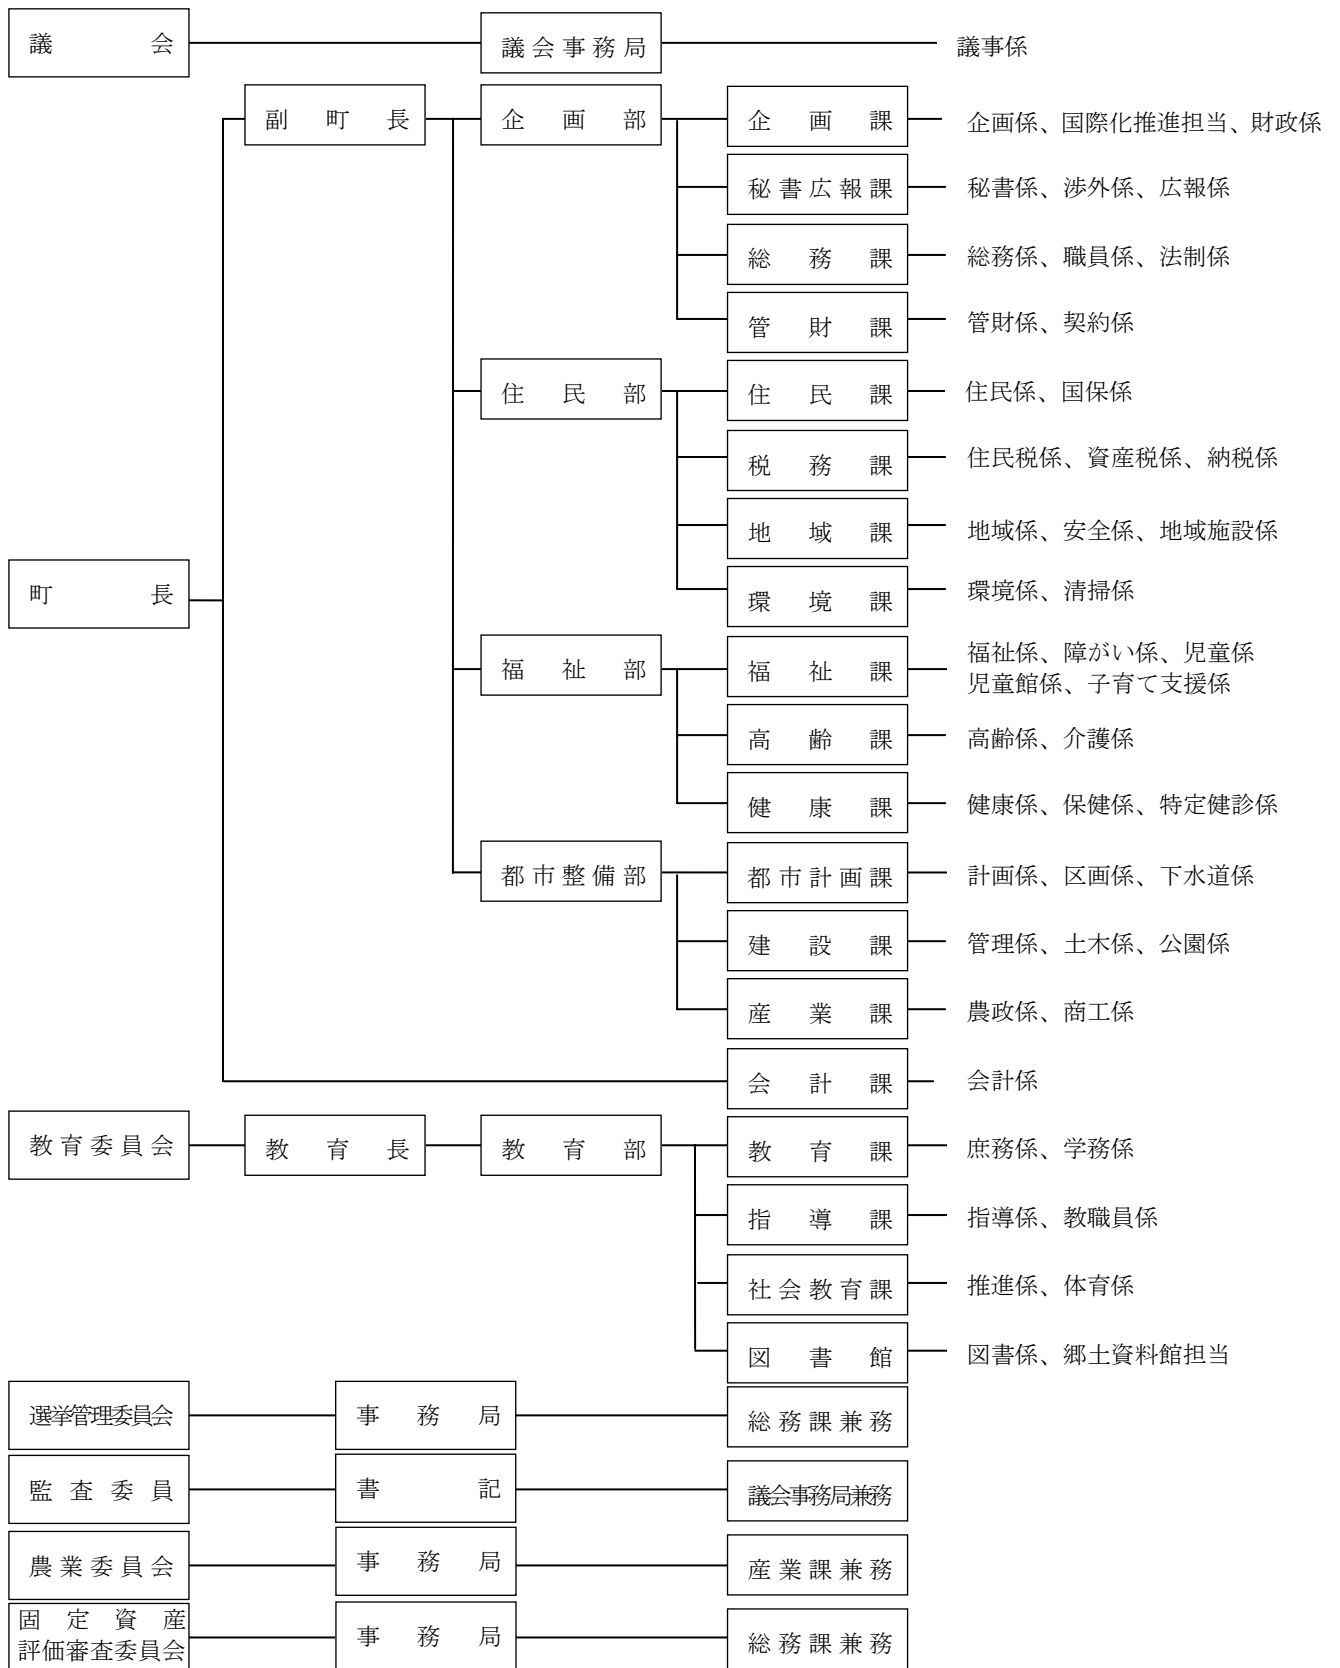 議会 議会事務局 議事係
副町長 企画部 企画課 企画係、国際化推進担当、財政係
秘書広報課 秘書係、渉外係、広報係
総務課 総務係、職員係、法制係
管財課 管財係、契約係
住民部 住民課 住民係、国保係
税務課 住民税係、資産税係、納税係
地域課 地域係、安全係、地域施設係
町長
環境課 環境係、清掃係
福祉部 福祉課 福祉係、障がい係、児童係
児童館係、子育て支援係
高齢課 高齢係、介護係
健康課 健康係、保健係、特定健診係
都市整備部 都市計画課 計画係、区画係、下水道係
建設課 管理係、土木係、公園係
産業課 農政係、商工係
会計課 会計係
教育委員会 教育長 教育部 教育課 庶務係、学務係
指導課 指導係、教職員係
社会教育課 推進係、体育係
図書館 図書係、郷土資料館担当
選挙管理委員会 事務局 総務課兼務
監査委員 書記 議会事務局兼務
農業委員会 事務局 産業課兼務
固定資産
評価審査委員会 事務局 総務課兼務